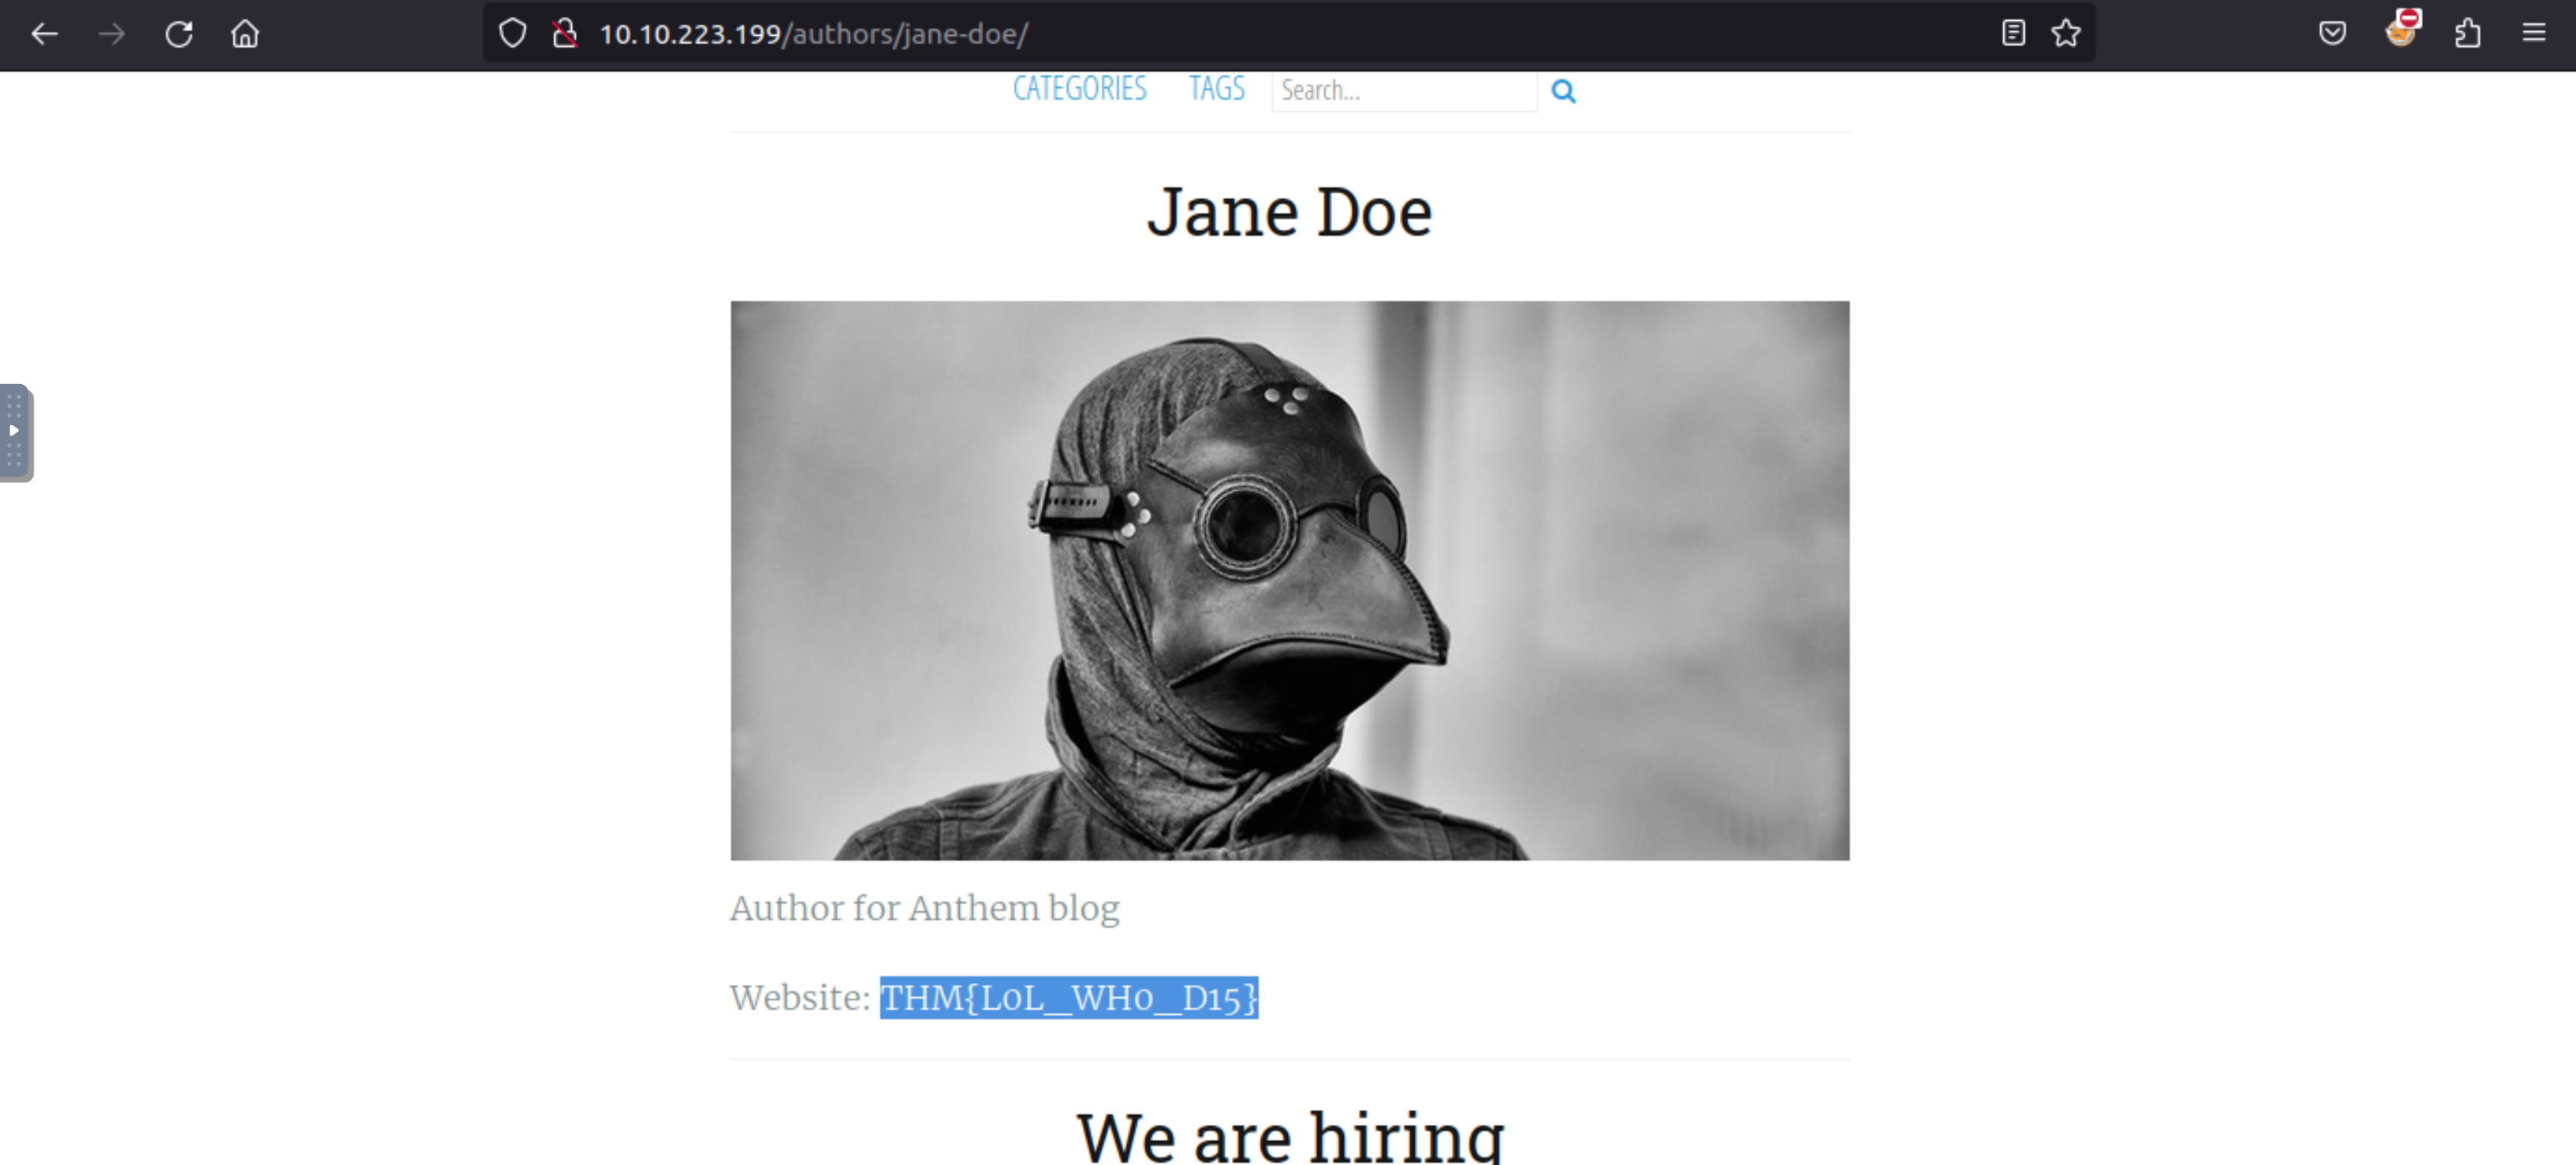 10.10.223.199/authors/jane-doe/
CATEGORIES TAGS Search...
Jane Doe
Author for Anthem blog
Website: THM{L0L_WH0_D15}
We are hiring